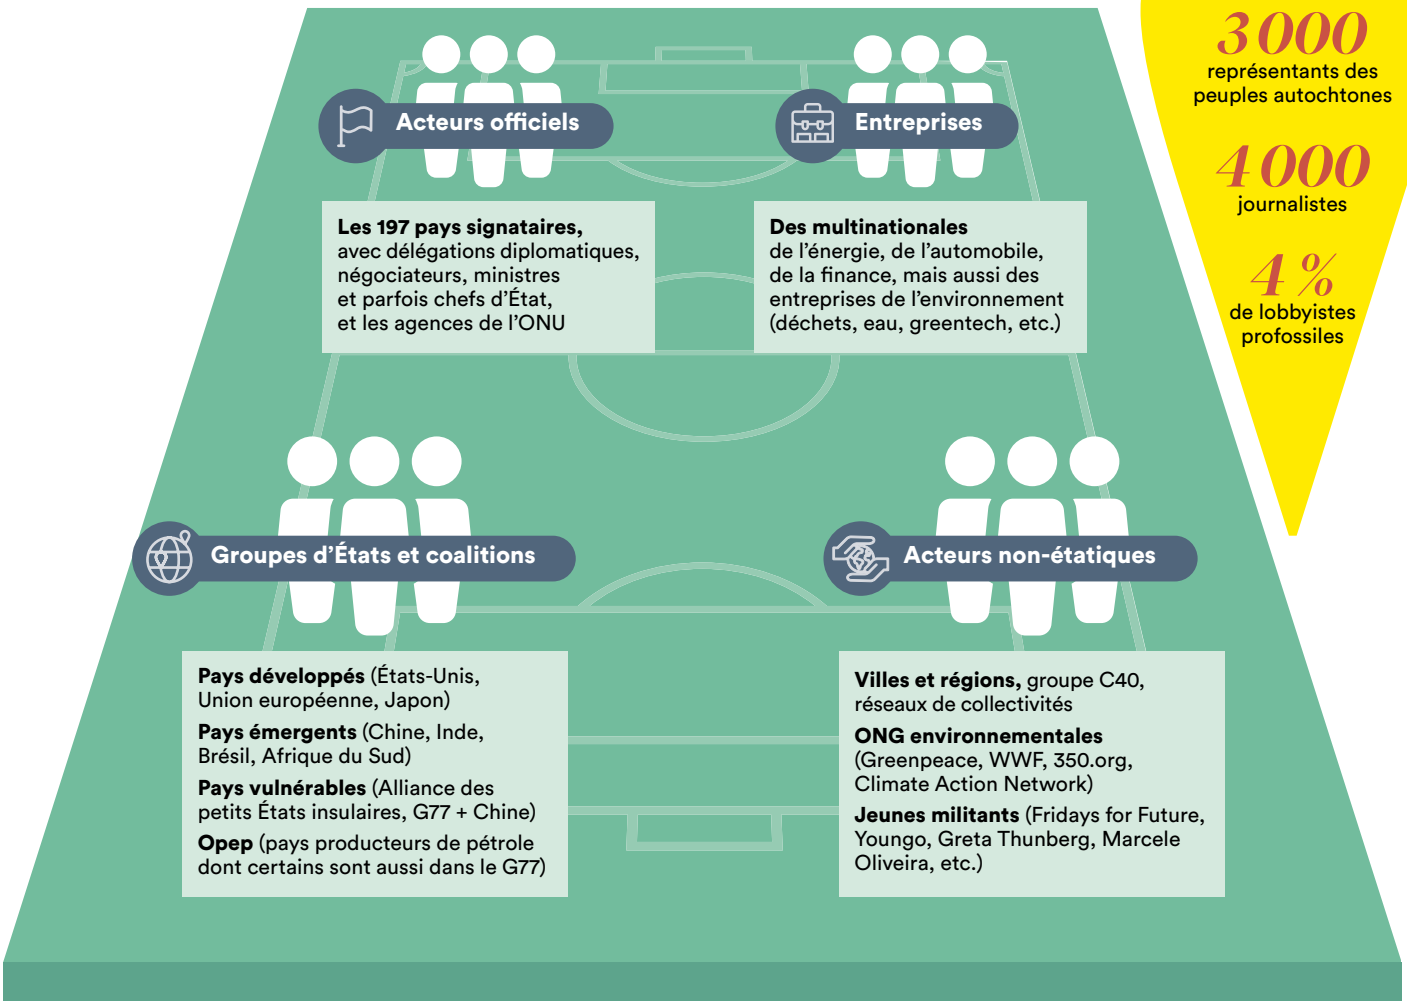 Acteurs officiels
Les 197 pays signataires,
avec délégations diplomatiques,
négociateurs, ministres
et parfois chefs d’État,
et les agences de l’ONU
Entreprises
Des multinationales
de l’énergie, de l’automobile,
de la finance, mais aussi des
entreprises de l’environnement
(déchets, eau, greentech, etc.)
3 000
représentants des
peuples autochtones
4 000
journalistes
4 %
de lobbyistes
profossiles
Groupes d’États et coalitions
Pays développés (États-Unis,
Union européenne, Japon)
Pays émergents (Chine, Inde,
Brésil, Afrique du Sud)
Pays vulnérables (Alliance des
petits États insulaires, G77 + Chine)
Opep (pays producteurs de pétrole
dont certains sont aussi dans le G77)
Acteurs non-étatiques
Villes et régions, groupe C40,
réseaux de collectivités
ONG environnementales
(Greenpeace, WWF, 350.org,
Climate Action Network)
Jeunes militants (Fridays for Future,
Youngo, Greta Thunberg, Marcele
Oliveira, etc.)